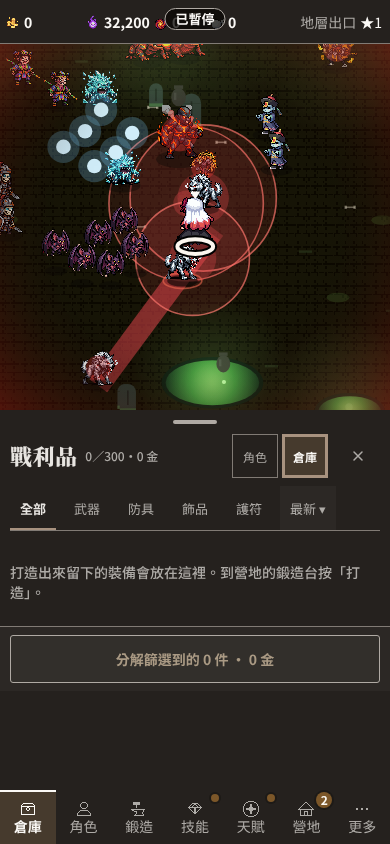 0
32,200
已暫停
0
地層出口 ★1
戰利品
0／300・0 金
角色
倉庫
×
全部
武器
防具
飾品
護符
最新 ▾
打造出來留下的裝備會放在這裡。到營地的鍛造台按「打
造」。
分解篩選到的 0 件 ・ 0 金
倉庫
角色
鍛造
技能
天賦
2
營地
更多